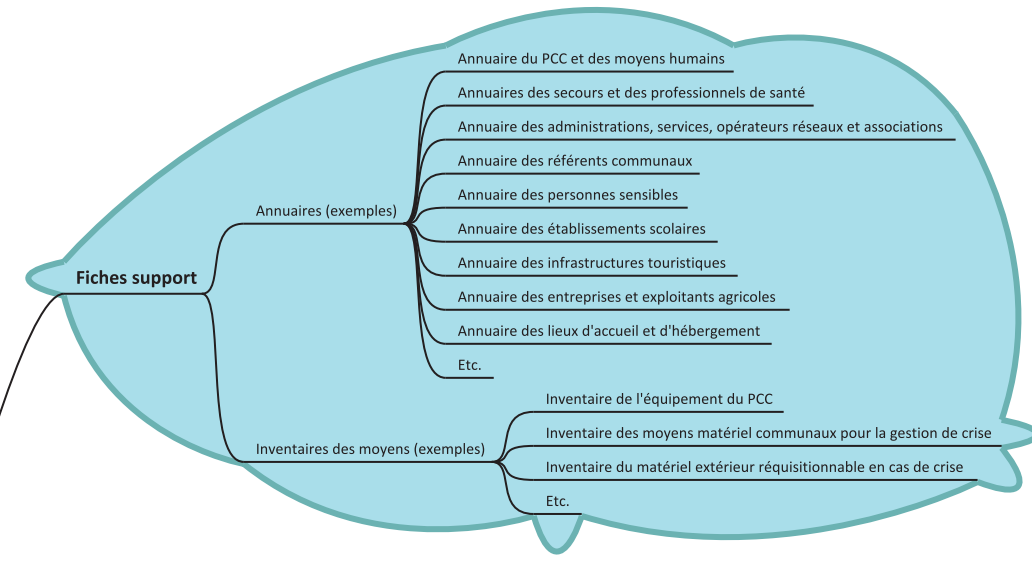 Fiches support
Annuaires (exemples)
Annuaire du PCC et des moyens humains
Annuaires des secours et des professionnels de santé
Annuaire des administrations, services, opérateurs réseaux et associations
Annuaire des référents communaux
Annuaire des personnes sensibles
Annuaire des établissements scolaires
Annuaire des infrastructures touristiques
Annuaire des entreprises et exploitants agricoles
Annuaire des lieux d'accueil et d'hébergement
Etc.
Inventaires des moyens (exemples)
Inventaire de l'équipement du PCC
Inventaire des moyens matériel communaux pour la gestion de crise
Inventaire du matériel extérieur réquisitionnable en cas de crise
Etc.